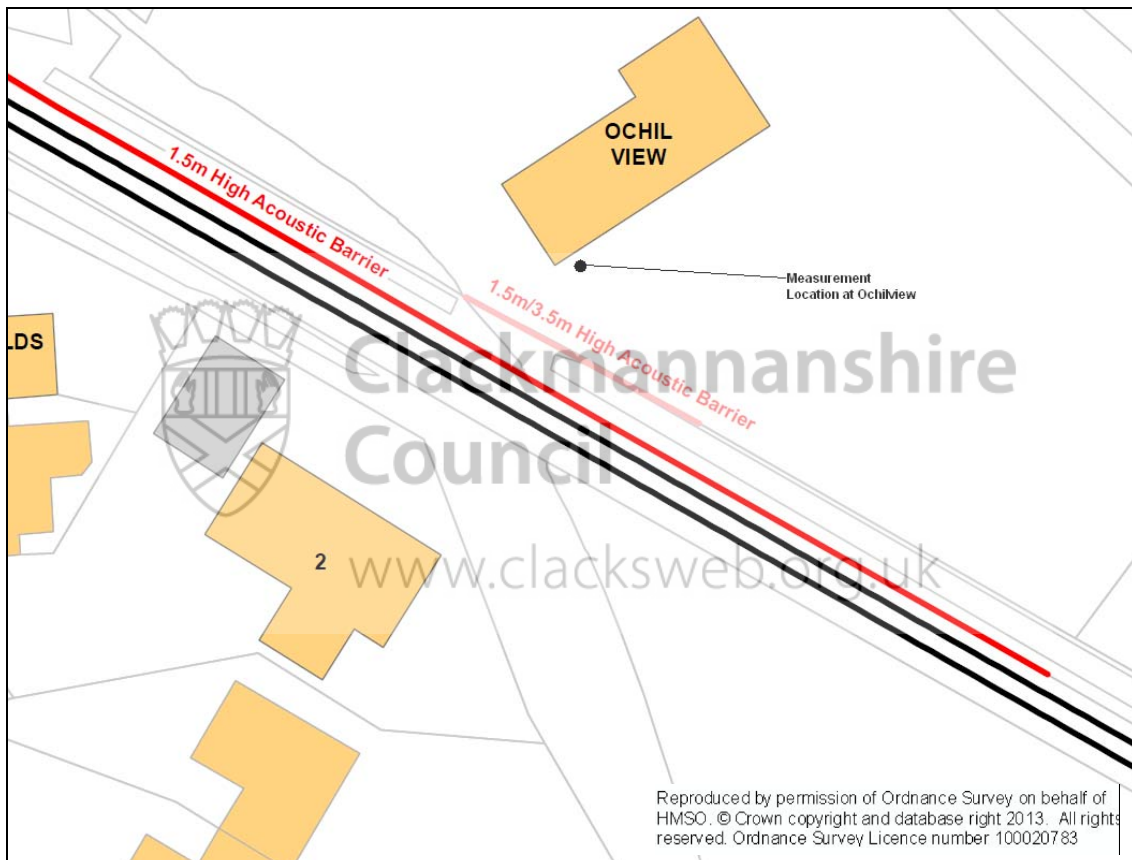 OCHIL
VIEW
1.5m High Acoustic Barrier
Measurement
Location at Ochilview
1.5m/3.5m High Acoustic Barrier
LDS
Clackmannanshire
Council
2
www.clacksweb.org.uk
Reproduced by permission of Ordnance Survey on behalf of
HMSO. © Crown copyright and database right 2013. All rights
reserved. Ordnance Survey Licence number 100020783